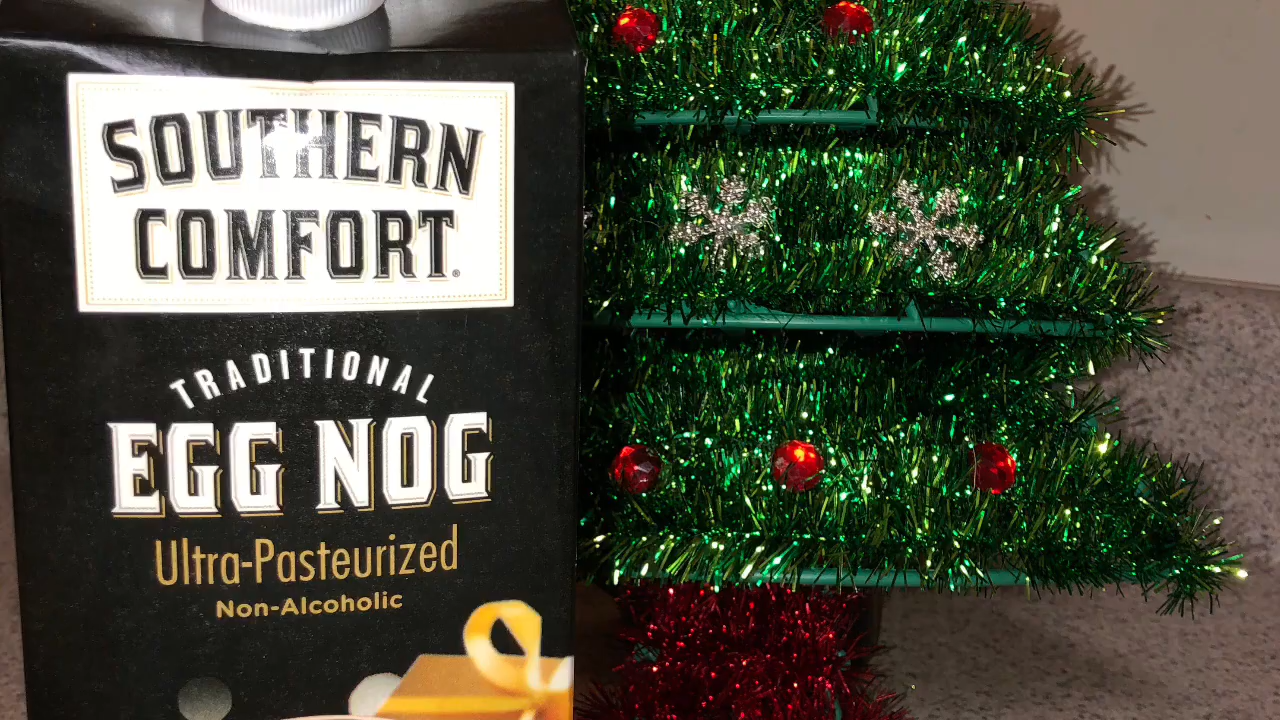 SOUTHERN
COMFORT®
TRADITIONAL
EGG NOG
Ultra-Pasteurized
Non-Alcoholic